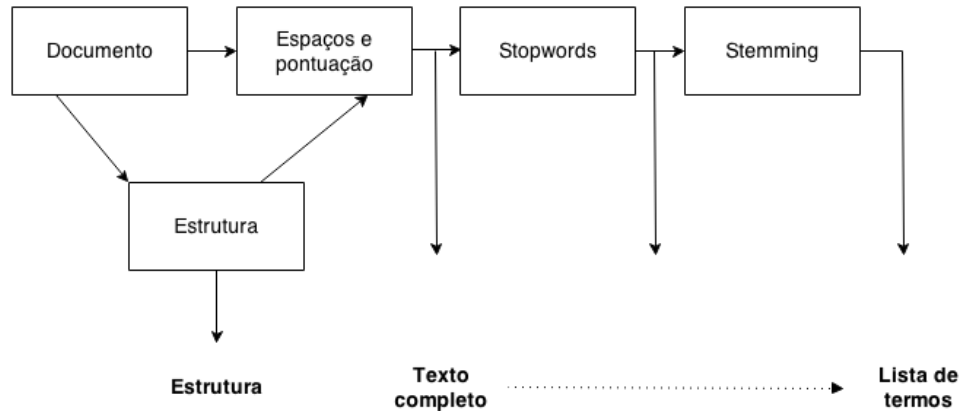 Documento
Espaços e
pontuação
Stopwords
Stemming
Estrutura
Estrutura
Texto
completo
Lista de
termos